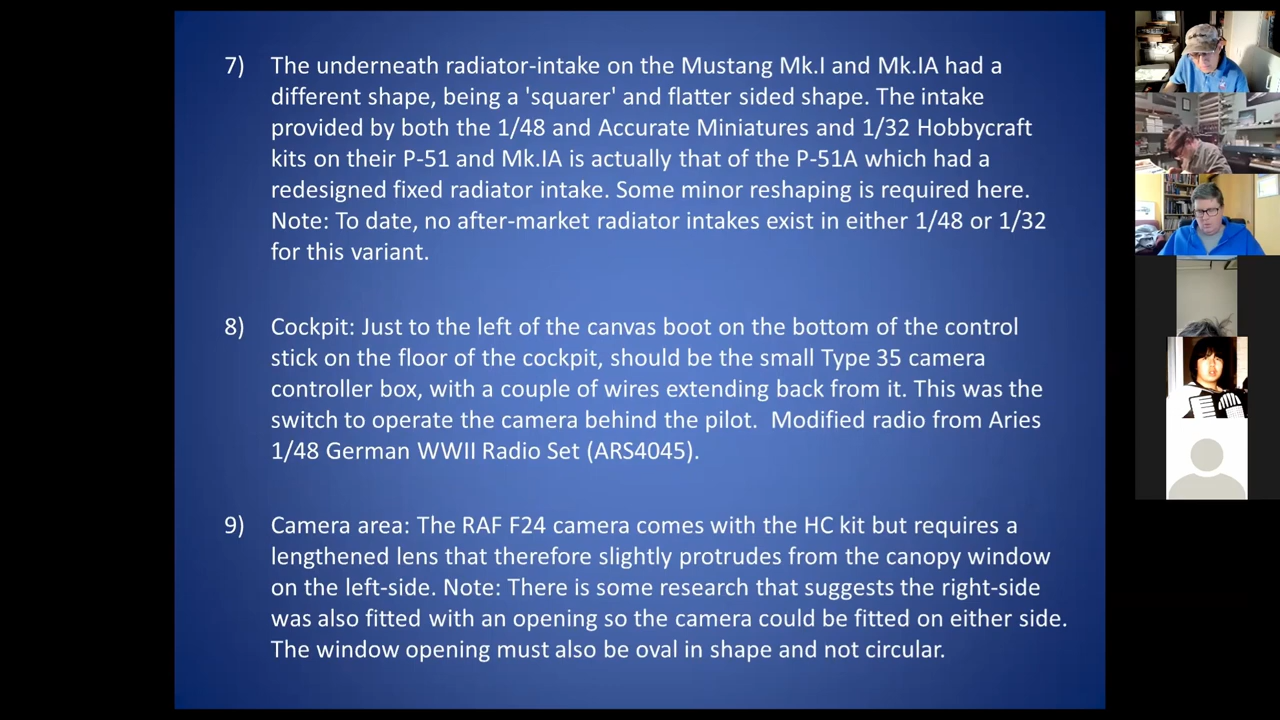 7) The underneath radiator-intake on the Mustang Mk.I and Mk.IA had a
different shape, being a 'squarer' and flatter sided shape. The intake
provided by both the 1/48 and Accurate Miniatures and 1/32 Hobbycraft
kits on their P-51 and Mk.IA is actually that of the P-51A which had a
redesigned fixed radiator intake. Some minor reshaping is required here.
Note: To date, no after-market radiator intakes exist in either 1/48 or 1/32
for this variant.
8) Cockpit: Just to the left of the canvas boot on the bottom of the control
stick on the floor of the cockpit, should be the small Type 35 camera
controller box, with a couple of wires extending back from it. This was the
switch to operate the camera behind the pilot.  Modified radio from Aries
1/48 German WWII Radio Set (ARS4045).
9) Camera area: The RAF F24 camera comes with the HC kit but requires a
lengthened lens that therefore slightly protrudes from the canopy window
on the left-side. Note: There is some research that suggests the right-side
was also fitted with an opening so the camera could be fitted on either side.
The window opening must also be oval in shape and not circular.